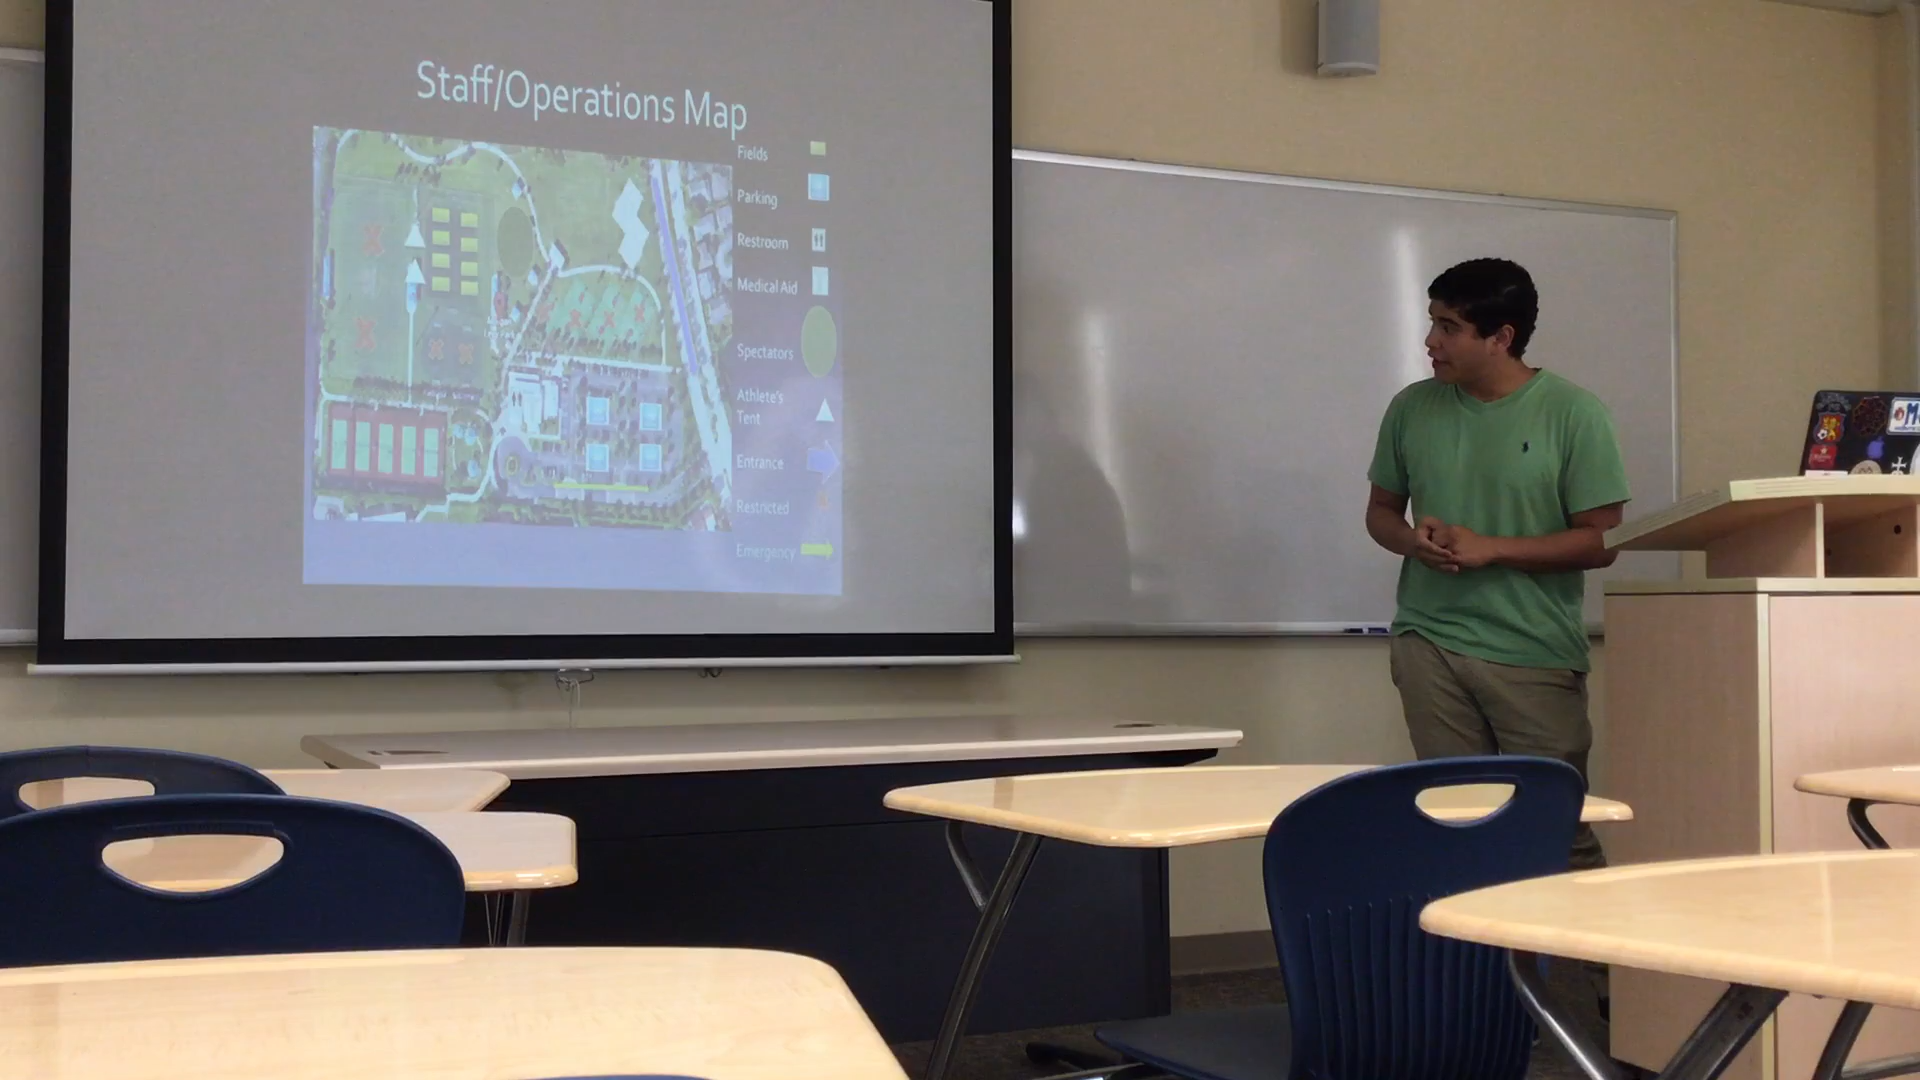 Staff/Operations Map
Fields
Parking
Restroom
Medical Aid
Spectators
Athlete's
Tent
Entrance
Restricted
Emergency